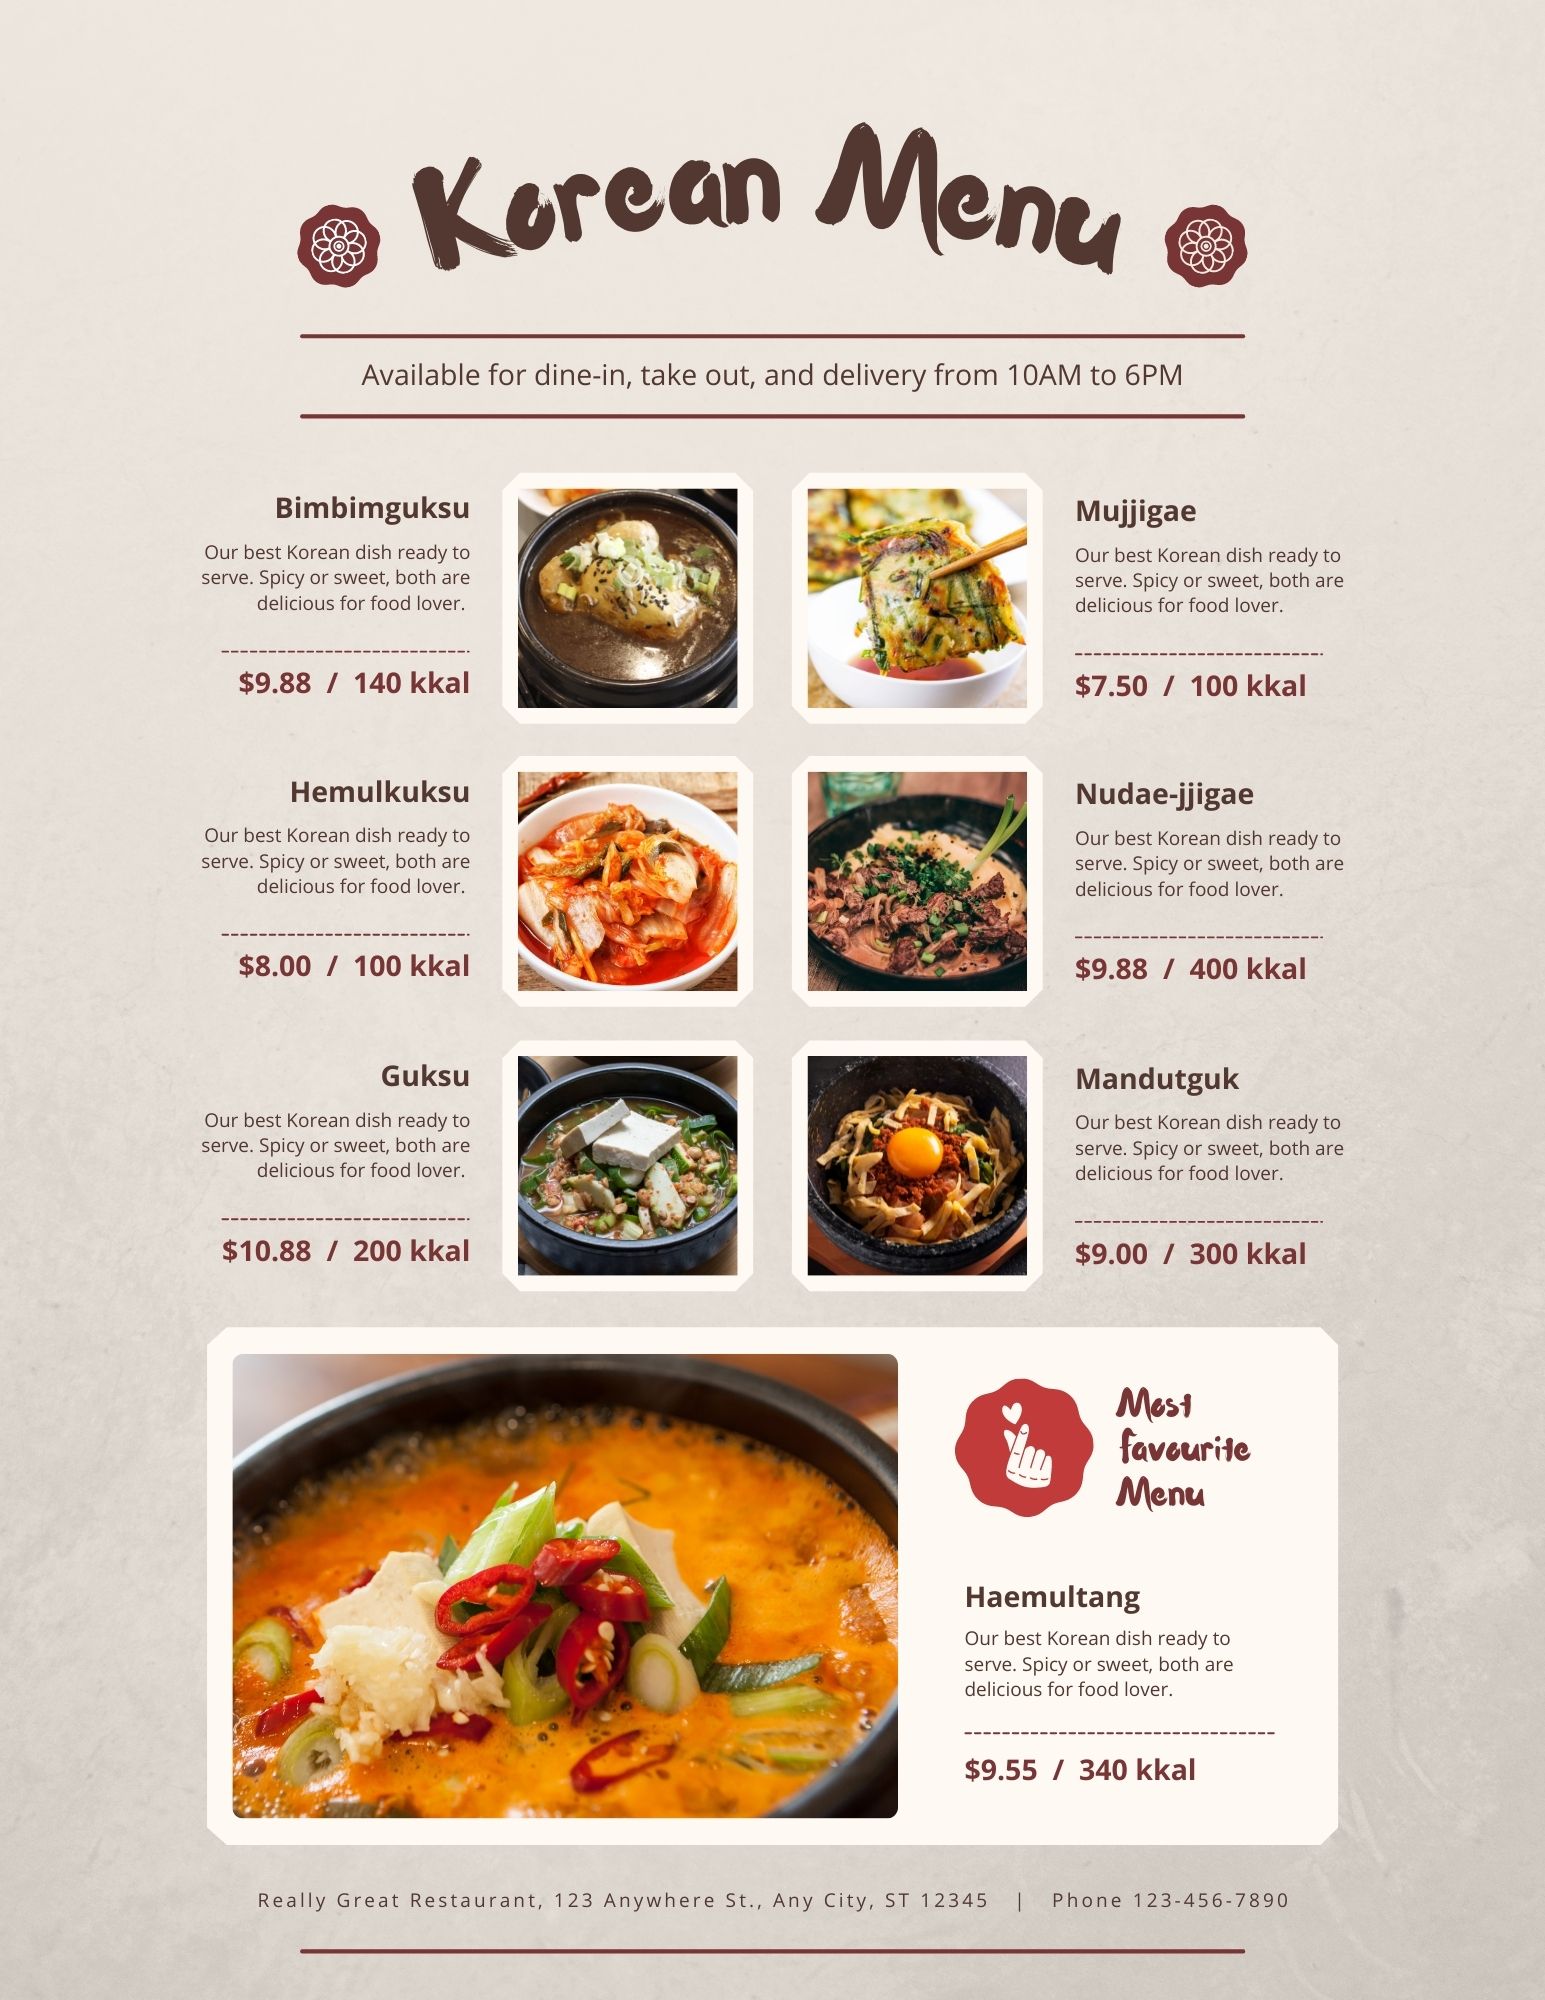 Korean Menu
Available for dine-in, take out, and delivery from 10AM to 6PM
Bimbimguksu
Our best Korean dish ready to
serve. Spicy or sweet, both are
delicious for food lover.
$9.88 / 140 kkal
Mujjigae
Our best Korean dish ready to
serve. Spicy or sweet, both are
delicious for food lover.
$7.50 / 100 kkal
Hemulkuksu
Our best Korean dish ready to
serve. Spicy or sweet, both are
delicious for food lover.
$8.00 / 100 kkal
Nudae-jjigae
Our best Korean dish ready to
serve. Spicy or sweet, both are
delicious for food lover.
$9.88 / 400 kkal
Guksu
Our best Korean dish ready to
serve. Spicy or sweet, both are
delicious for food lover.
$10.88 / 200 kkal
Mandutguk
Our best Korean dish ready to
serve. Spicy or sweet, both are
delicious for food lover.
$9.00 / 300 kkal
Most
favourite
Menu
Haemultang
Our best Korean dish ready to
serve. Spicy or sweet, both are
delicious for food lover.
$9.55 / 340 kkal
Really Great Restaurant, 123 Anywhere St., Any City, ST 12345 | Phone 123-456-7890